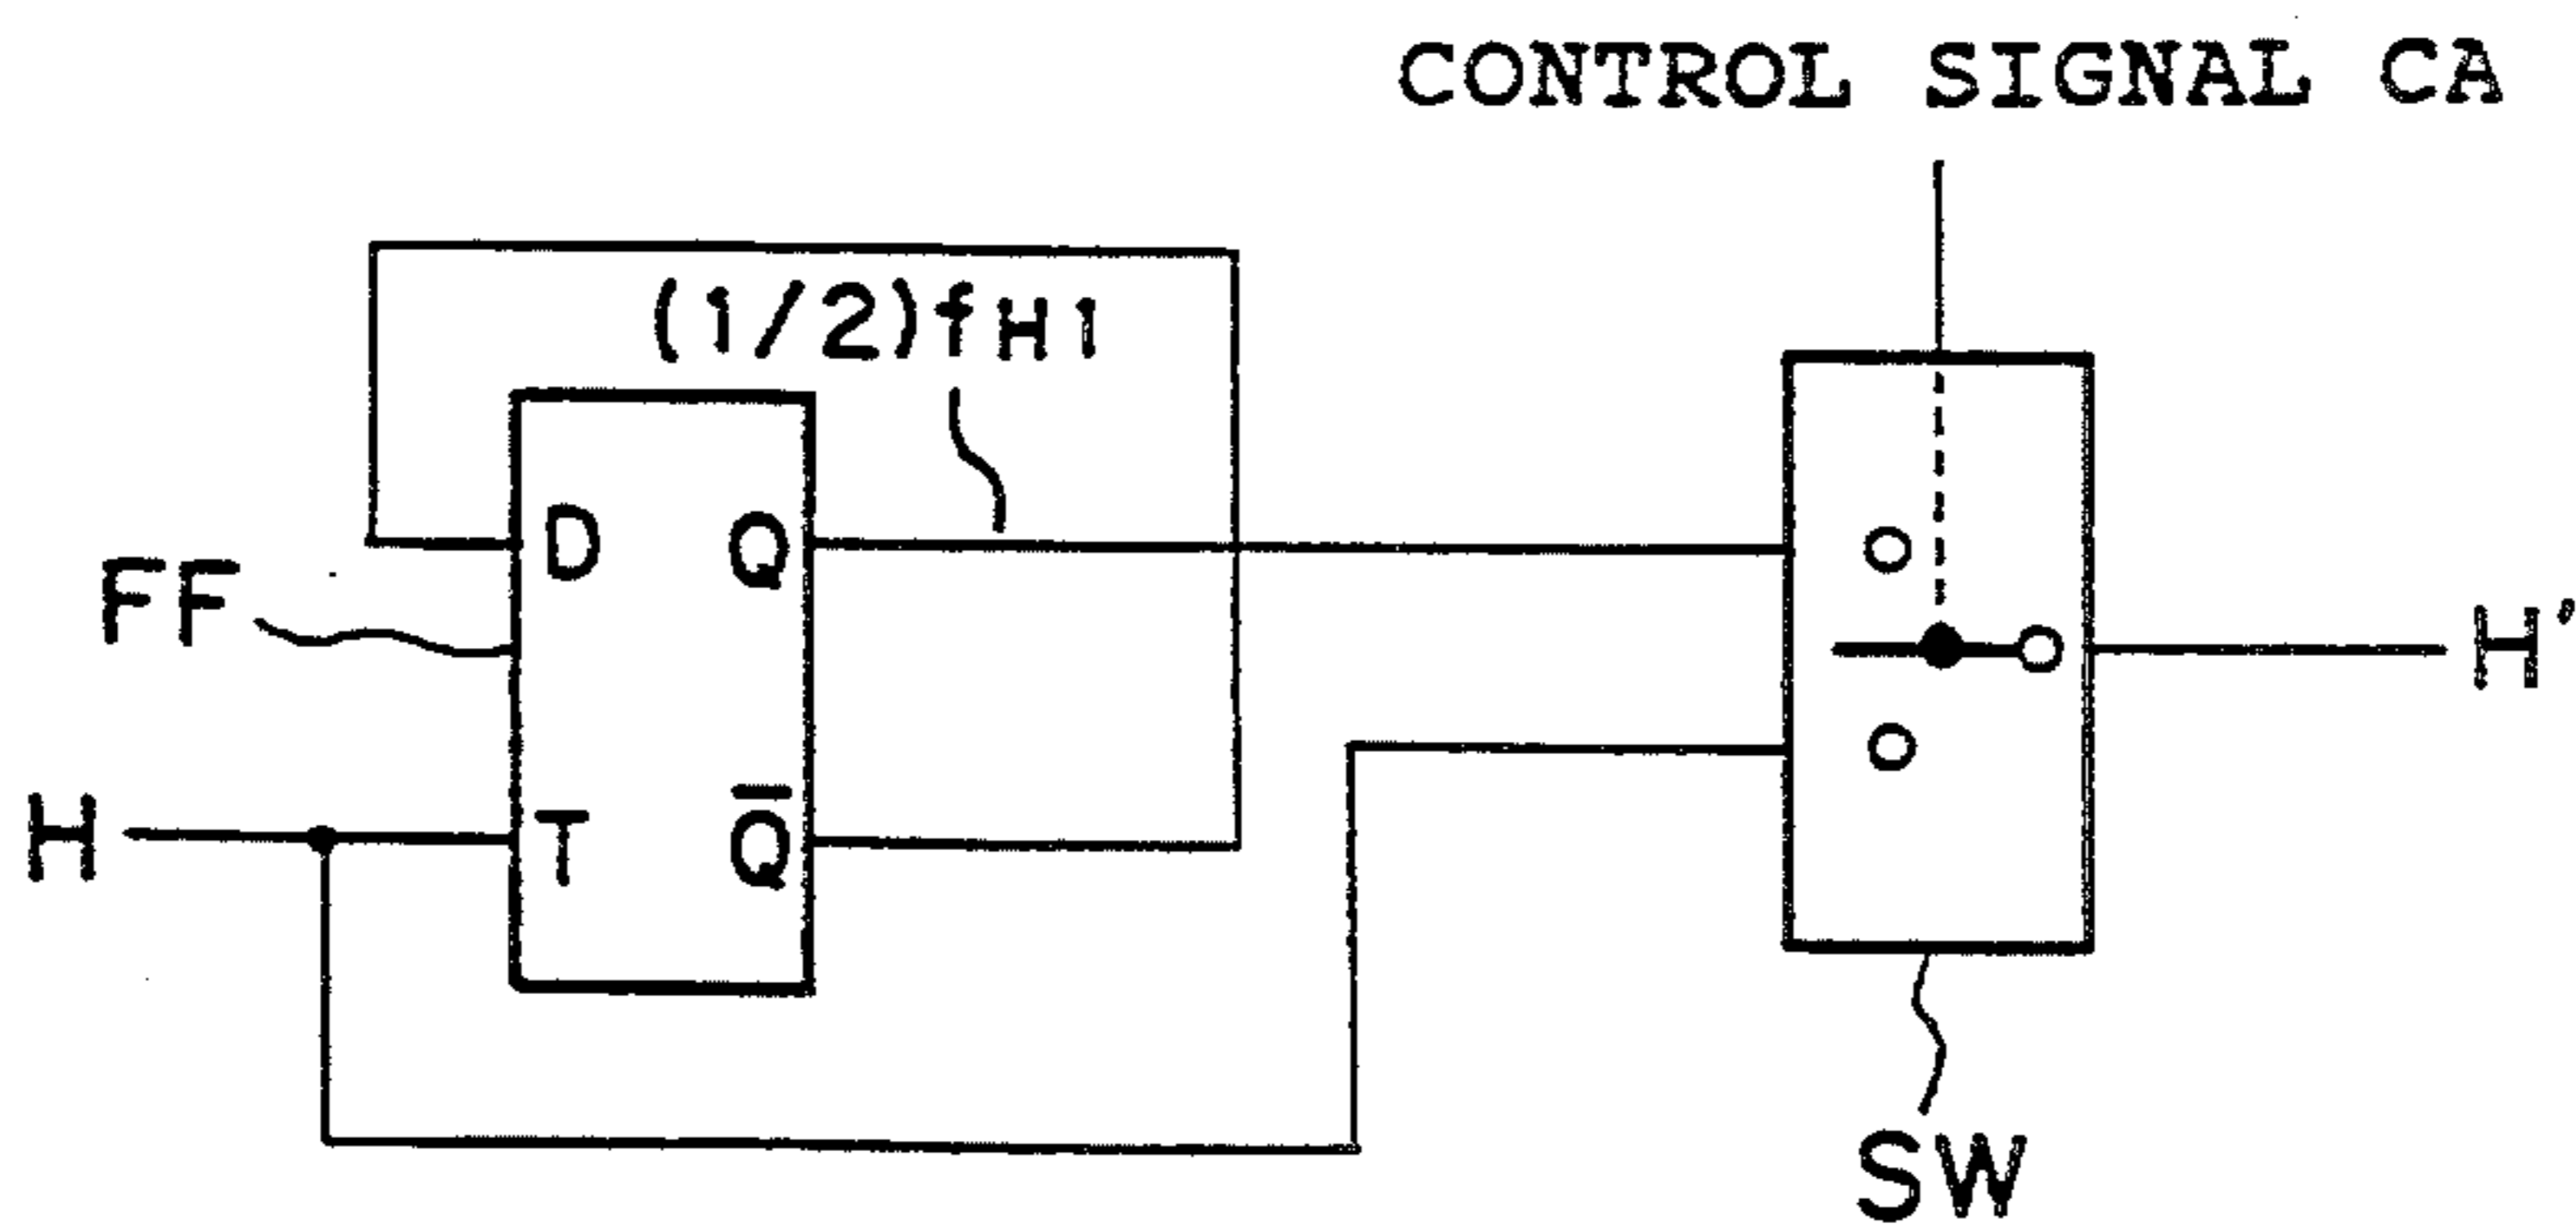 CONTROL SIGNAL CA
(1/2)fH1
D Q
FF
H'
H
T Q̅
SW